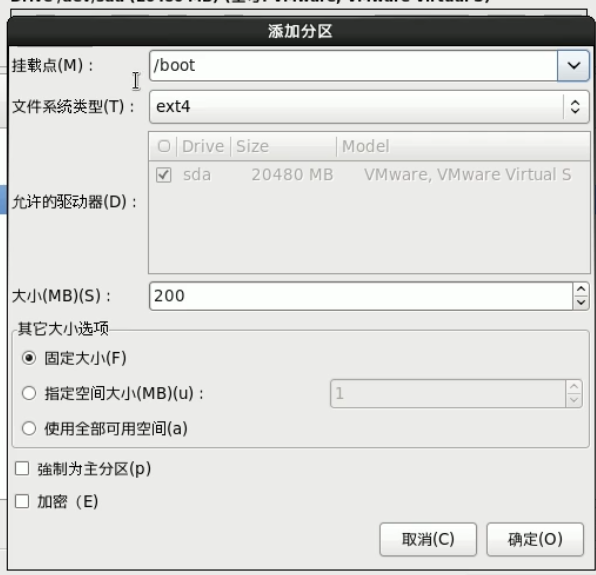 添加分区
挂载点(M)：
/boot
文件系统类型(T)：
ext4
允许的驱动器(D)：
Drive Size Model
sda 20480 MB VMware, VMware Virtual S
大小(MB)(S)：
200
其它大小选项
固定大小(F)
指定空间大小(MB)(u)：
1
使用全部可用空间(a)
強制为主分区(p)
加密（E)
取消(C) 确定(O)